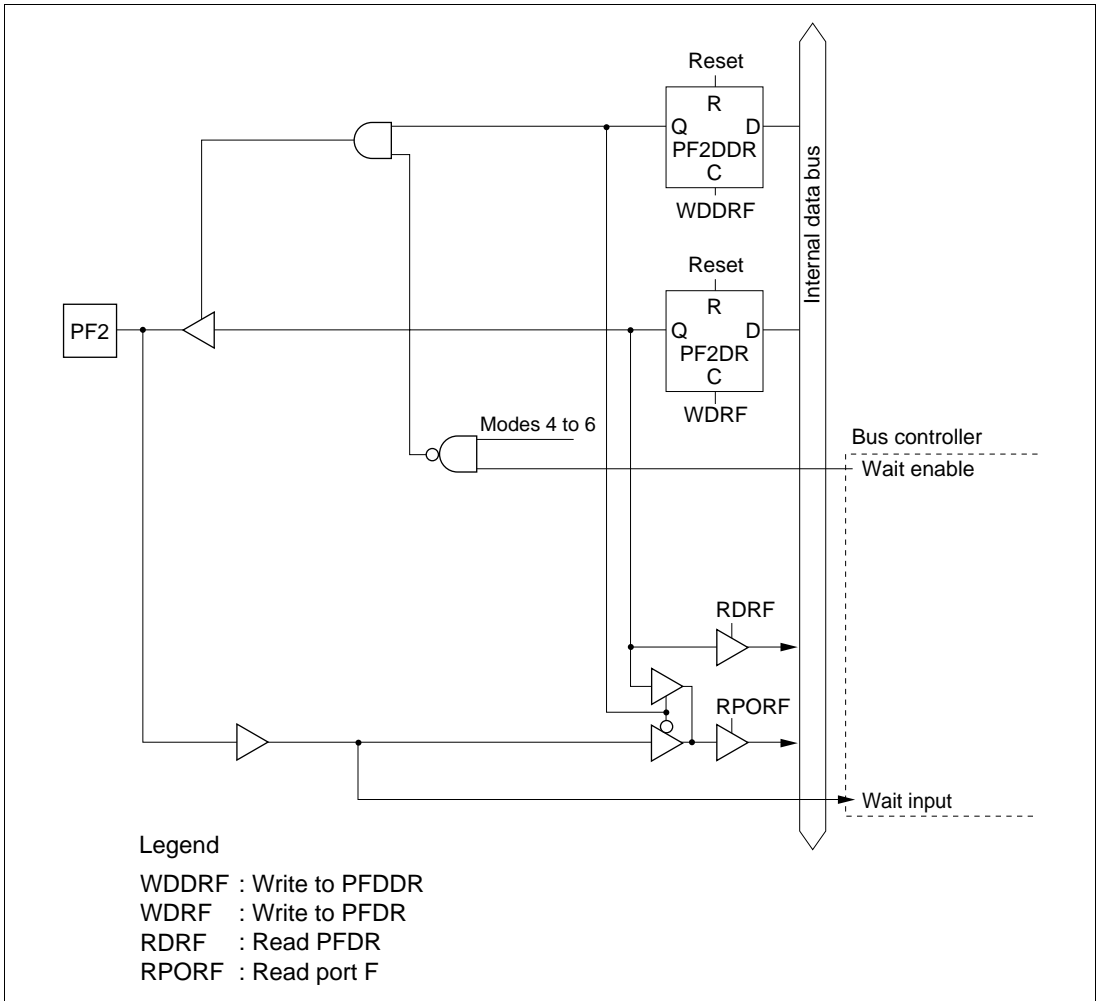 Reset
R
Q D
PF2DDR
C
WDDRF
Internal data bus
Reset
R
PF2
Q D
PF2DR
C
WDRF
Modes 4 to 6
Bus controller
Wait enable
RDRF
RPORF
Wait input
Legend
WDDRF : Write to PFDDR
WDRF : Write to PFDR
RDRF : Read PFDR
RPORF : Read port F